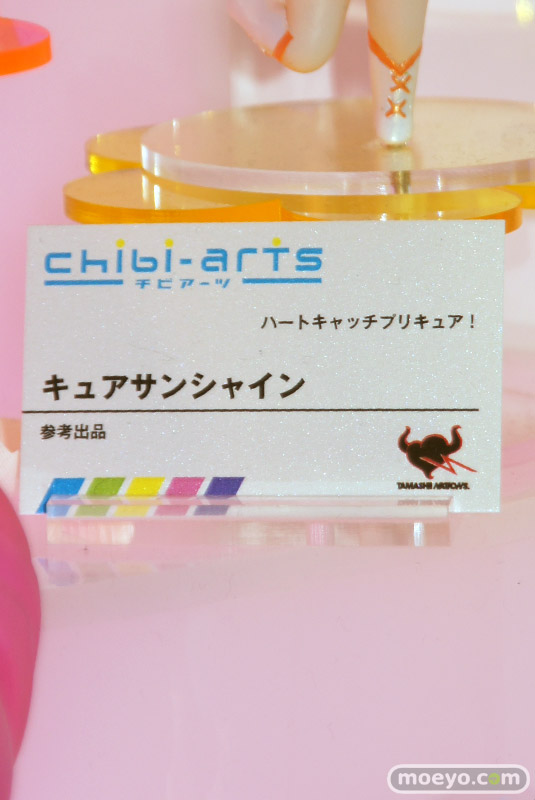 chibi-arts
チビアーツ
ハートキャッチプリキュア！
キュアサンシャイン
参考出品
TAMASHII NATIONS.
moeyo.com